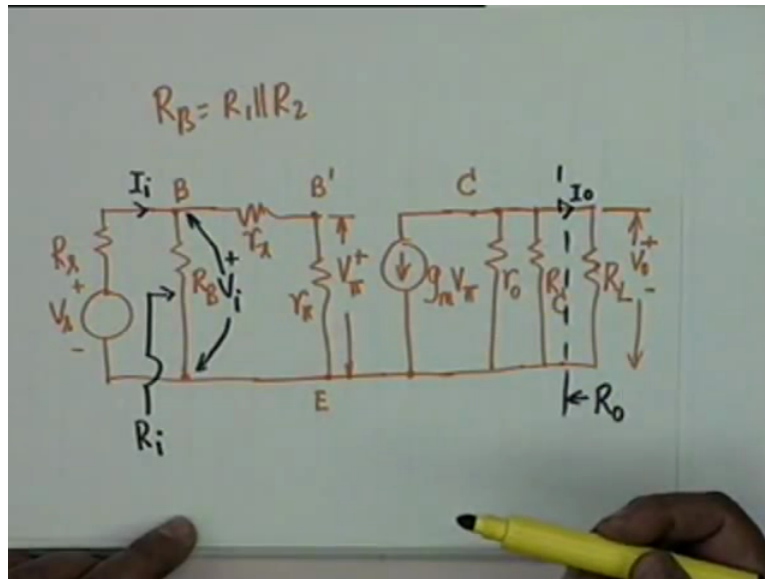 R_B = R_1 || R_2
I_i B B' C I_o
R_s r_x
V_s + - R_B V_i + r_π V_π + g_m V_π r_o R_C R_L V_o + -
E R_o
R_i